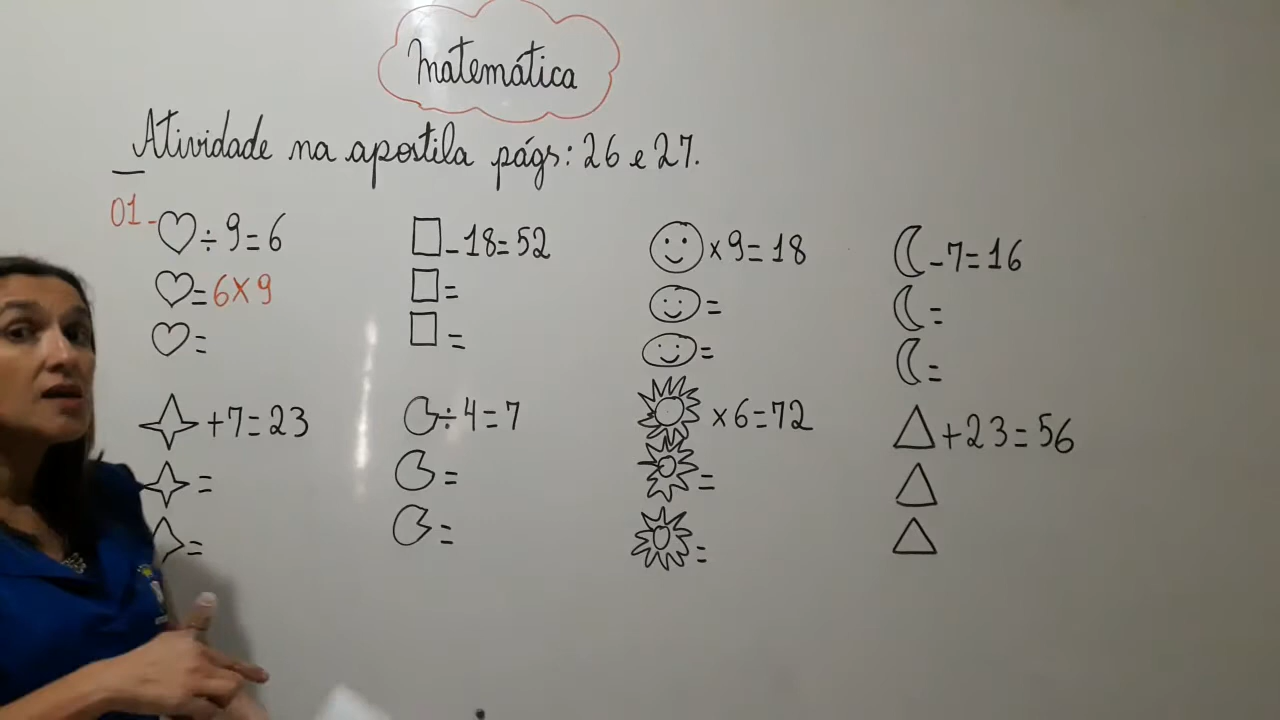 Matemática
Atividade na apostila págs: 26 e 27.
01- ♡ ÷ 9 = 6
♡ = 6 x 9
♡ =
□ - 18 = 52
□ =
□ =
☺ x 9 = 18
☺ =
☺ =
☾ - 7 = 16
☾ =
☾ =
✧ + 7 = 23
✧ =
✧ =
÷ 4 = 7
=
=
☼ x 6 = 72
☼ =
☼ =
△ + 23 = 56
△
△